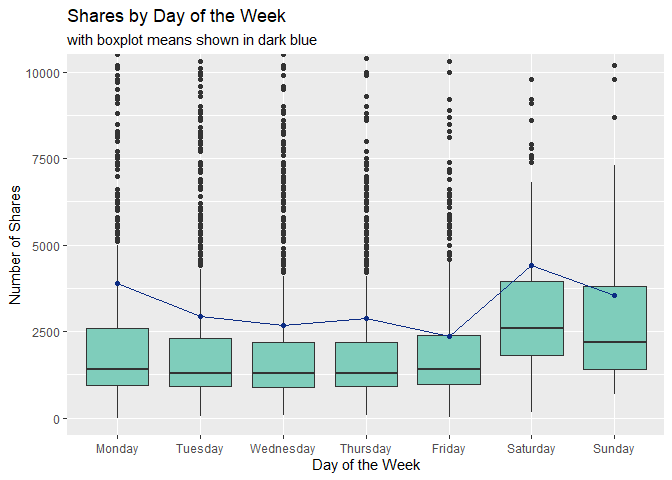 Shares by Day of the Week
with boxplot means shown in dark blue
10000
7500
5000
2500
0
Number of Shares
Monday Tuesday Wednesday Thursday Friday Saturday Sunday
Day of the Week